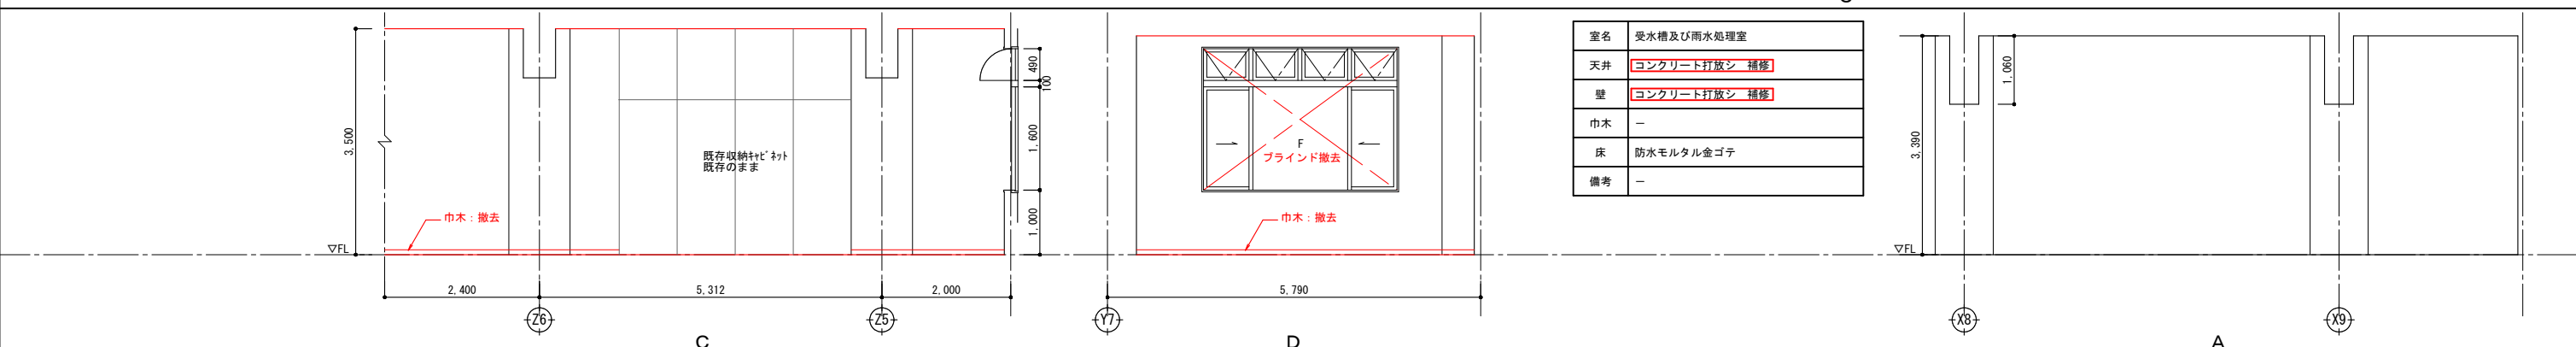 3,500
▽FL
巾木：撤去
既存収納ｷｬﾋﾞﾈｯﾄ
既存のまま
490
100
1,600
1,000
2,400
5,312
2,000
Z6
Z5
C
F
ブラインド撤去
巾木：撤去
5,790
Y7
D
室名 受水槽及び雨水処理室
天井 コンクリート打放シ 補修
壁 コンクリート打放シ 補修
巾木 －
床 防水モルタル金ゴテ
備考 －
3,390
1,060
▽FL
X8
X9
A